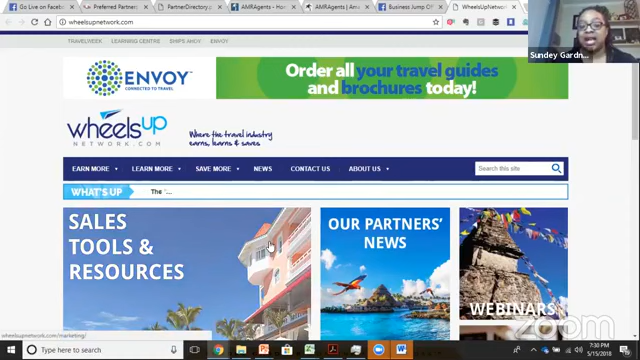 Go Live on Facebook
Preferred Partner
PartnerDirectory.p
AMRAgents - Ho
AMRAgents | Am
Business Jump Of
WheelsUpNetwor
wheelsupnetwork.com
TRAVELWEEK LEARNING CENTRE SHIPS AHOY ENVOY
Sundey Gardn...
ENVOY
CONNECTED TO TRAVEL
Order all your travel guides
and brochures today!
wheelsup
NETWORK.COM
Where the travel industry
earns, learns & saves
EARN MORE LEARN MORE SAVE MORE NEWS CONTACT US ABOUT US
Search this site
WHAT'S UP
The '...
SALES
TOOLS &
RESOURCES
OUR PARTNERS'
NEWS
WEBINARS
wheelsupnetwork.com/marketing/
zoom
Type here to search
7:30 PM
5/15/2018